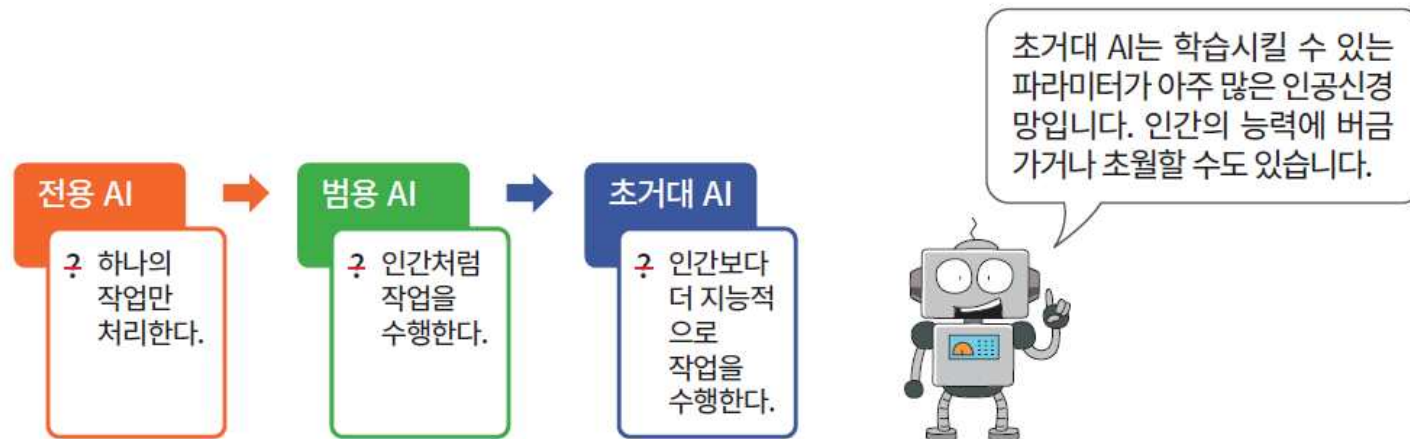 초거대 AI는 학습시킬 수 있는
파라미터가 아주 많은 인공신경
망입니다. 인간의 능력에 버금
가거나 초월할 수도 있습니다.
전용 AI
? 하나의
작업만
처리한다.
범용 AI
? 인간처럼
작업을
수행한다.
초거대 AI
? 인간보다
더 지능적
으로
작업을
수행한다.